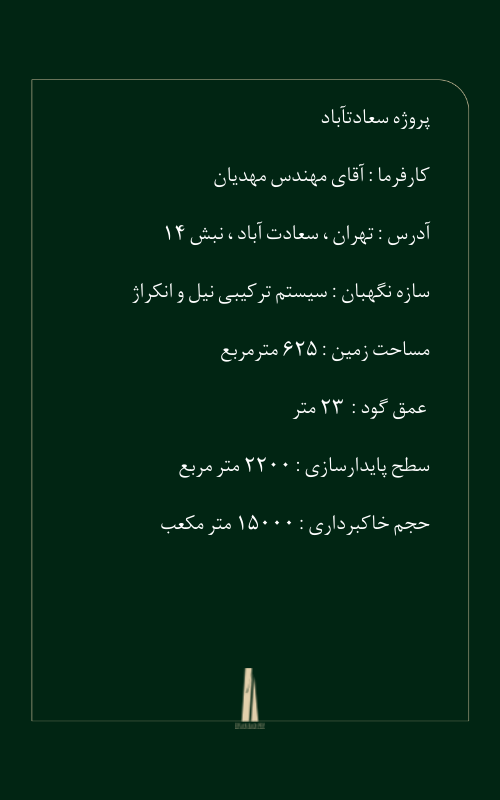 پروژه سعادتآباد
کارفرما : آقای مهندس مهدیان
آدرس : تهران ، سعادت آباد ، نبش ۱۴
سازه نگهبان : سیستم ترکیبی نیل و انکراژ
مساحت زمین : ۶۲۵ مترمربع
عمق گود : ۲۳ متر
سطح پایدارسازی : ۲۲۰۰ متر مربع
حجم خاکبرداری : ۱۵۰۰۰ متر مکعب